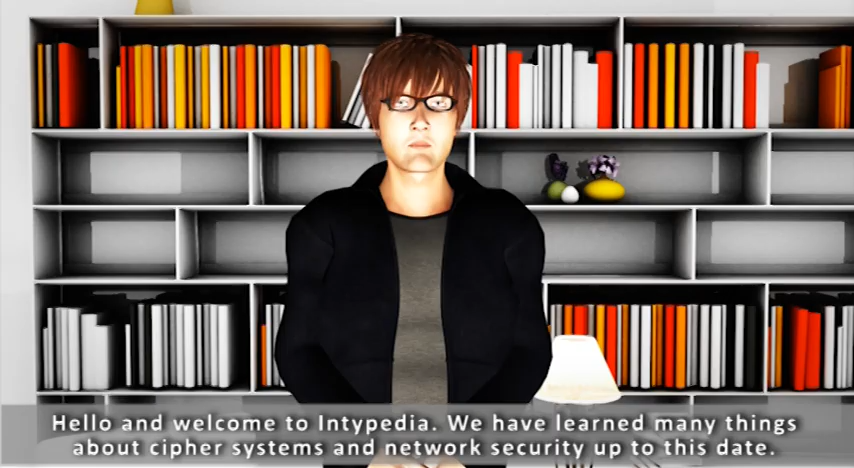 Hello and welcome to Intypedia. We have learned many things
about cipher systems and network security up to this date.